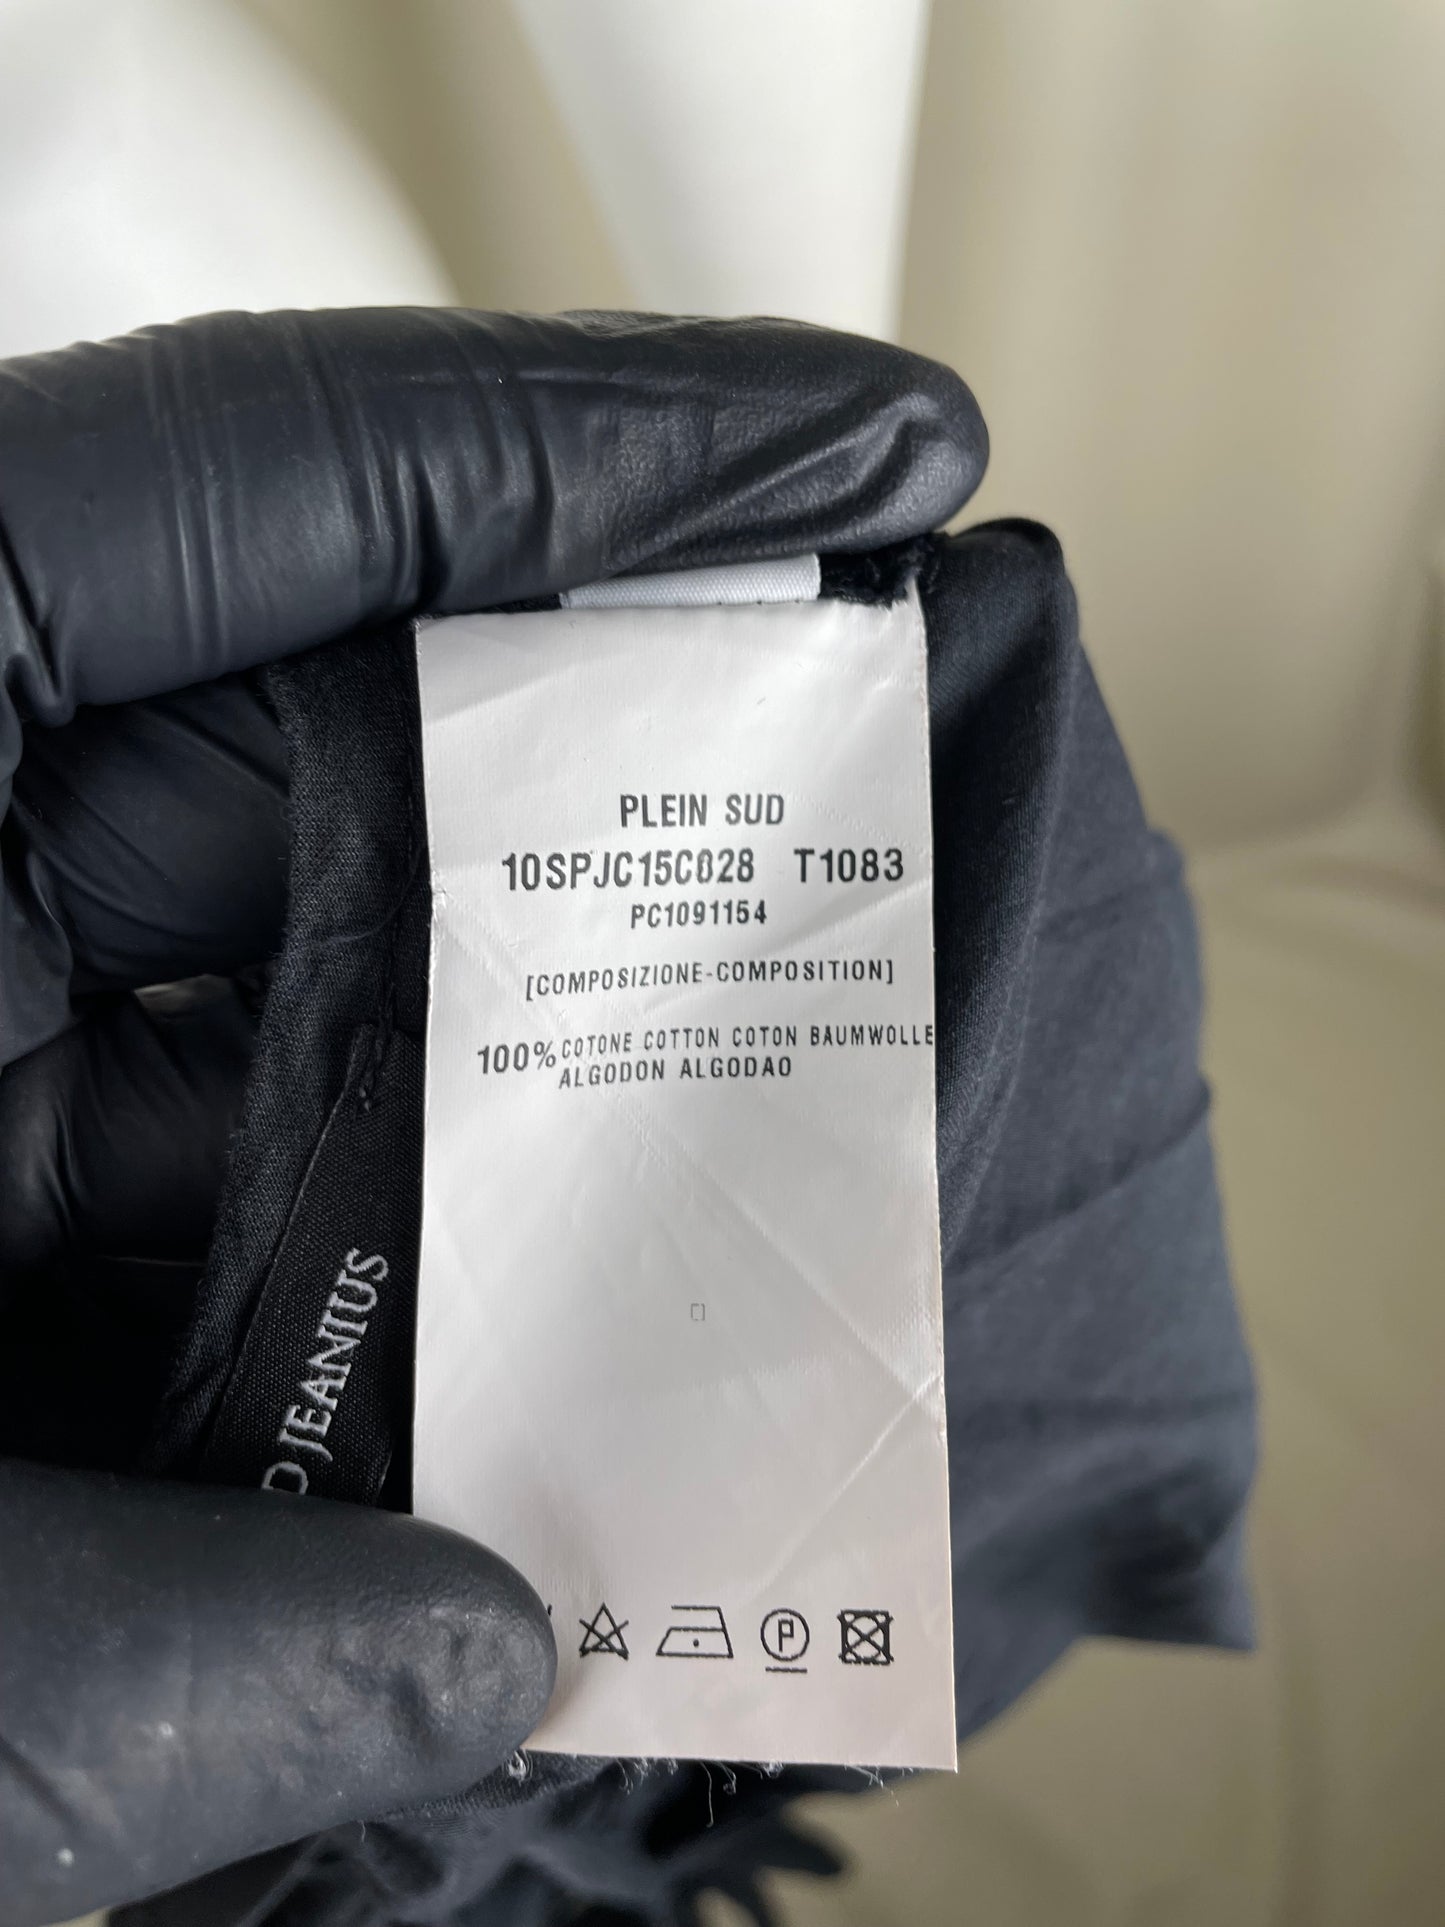 PLEIN SUD
10SPJC15C028 T1083
PC1091154
[COMPOSIZIONE-COMPOSITION]
100% COTONE COTTON COTON BAUMWOLLE
ALGODON ALGODAO
D JEANIUS
P